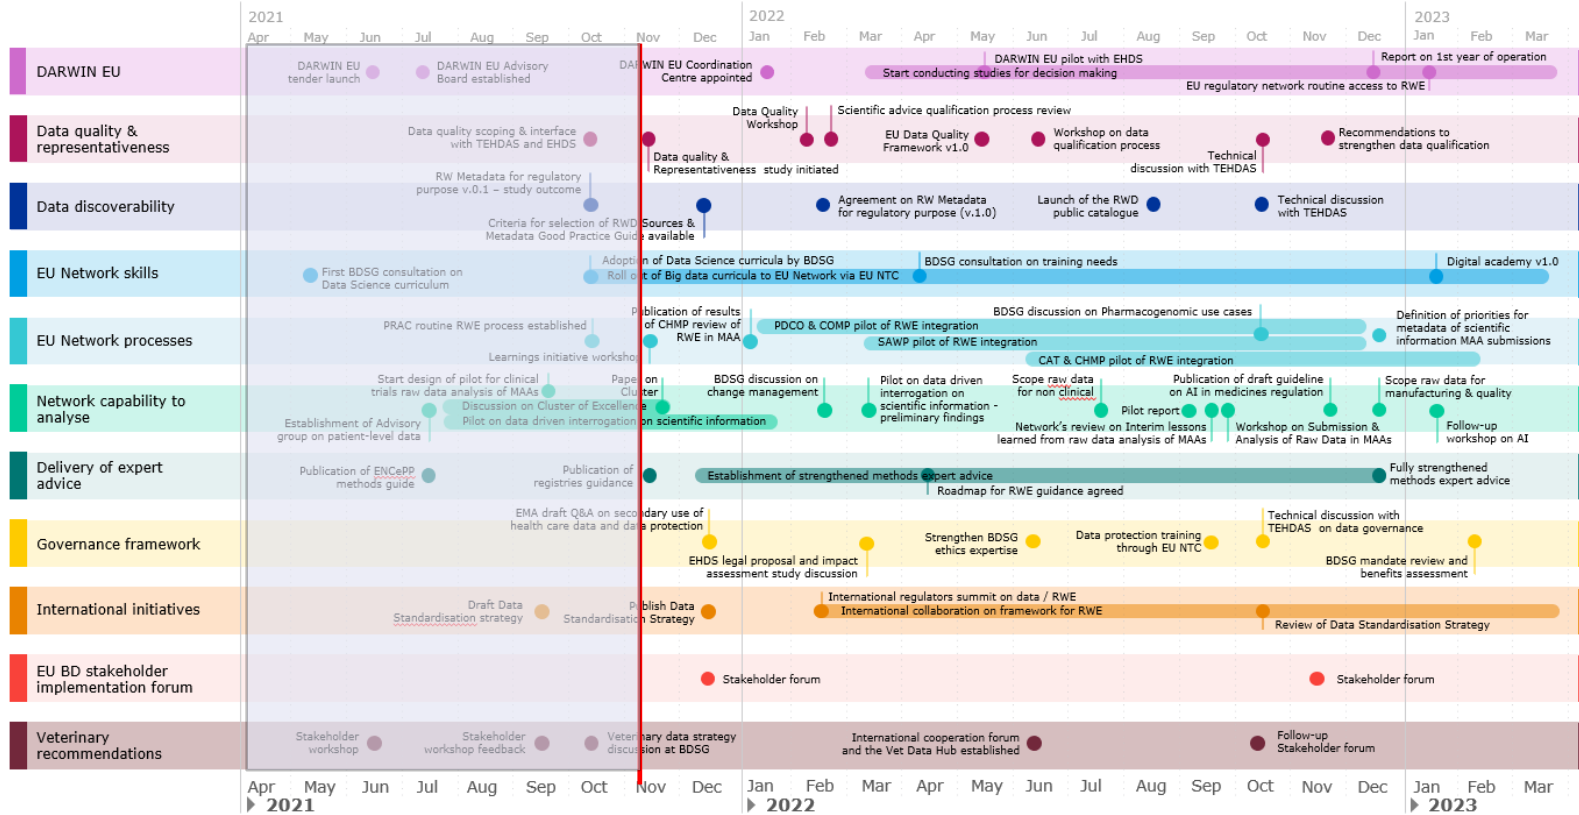 2021
2022
2023
Apr May Jun Jul Aug Sep Oct Nov Dec Jan Feb Mar Apr May Jun Jul Aug Sep Oct Nov Dec Jan Feb Mar
DARWIN EU
DARWIN EU
tender launch
DARWIN EU Advisory
Board established
DARWIN EU Coordination
Centre appointed
DARWIN EU pilot with EHDS
Start conducting studies for decision making
Report on 1st year of operation
EU regulatory network routine access to RWE
Data quality &
representativeness
Data quality scoping & interface
with TEHDAS and EHDS
Data quality &
Representativeness study initiated
Data Quality
Workshop
Scientific advice qualification process review
EU Data Quality
Framework v1.0
Workshop on data
qualification process
Technical
discussion with TEHDAS
Recommendations to
strengthen data qualification
Data discoverability
RW Metadata for regulatory
purpose v.0.1 – study outcome
Criteria for selection of RWD Sources &
Metadata Good Practice Guide available
Agreement on RW Metadata
for regulatory purpose (v.1.0)
Launch of the RWD
public catalogue
Technical discussion
with TEHDAS
EU Network skills
First BDSG consultation on
Data Science curriculum
Adoption of Data Science curricula by BDSG
Roll out of Big data curricula to EU Network via EU NTC
BDSG consultation on training needs
Digital academy v1.0
EU Network processes
PRAC routine RWE process established
Learnings initiative workshop
Publication of results
of CHMP review of
RWE in MAA
PDCO & COMP pilot of RWE integration
SAWP pilot of RWE integration
CAT & CHMP pilot of RWE integration
BDSG discussion on Pharmacogenomic use cases
Definition of priorities for
metadata of scientific
information MAA submissions
Network capability to
analyse
Start design of pilot for clinical
trials raw data analysis of MAAs
Establishment of Advisory
group on patient-level data
Discussion on Cluster of Excellence
Pilot on data driven interrogation on scientific information
Paper on
Cluster
BDSG discussion on
change management
Pilot on data driven
interrogation on
scientific information -
preliminary findings
Scope raw data
for non clinical
Pilot report
Network's review on Interim lessons
learned from raw data analysis of MAAs
Publication of draft guideline
on AI in medicines regulation
Workshop on Submission &
Analysis of Raw Data in MAAs
Scope raw data for
manufacturing & quality
Follow-up
workshop on AI
Delivery of expert
advice
Publication of ENCePP
methods guide
Publication of
registries guidance
Establishment of strengthened methods expert advice
Roadmap for RWE guidance agreed
Fully strengthened
methods expert advice
Governance framework
EMA draft Q&A on secondary use of
health care data and data protection
EHDS legal proposal and impact
assessment study discussion
Strengthen BDSG
ethics expertise
Data protection training
through EU NTC
Technical discussion with
TEHDAS on data governance
BDSG mandate review and
benefits assessment
International initiatives
Draft Data
Standardisation strategy
Publish Data
Standardisation Strategy
International regulators summit on data / RWE
International collaboration on framework for RWE
Review of Data Standardisation Strategy
EU BD stakeholder
implementation forum
Stakeholder forum
Stakeholder forum
Veterinary
recommendations
Stakeholder
workshop
Stakeholder
workshop feedback
Veterinary data strategy
discussion at BDSG
International cooperation forum
and the Vet Data Hub established
Follow-up
Stakeholder forum
Apr May Jun Jul Aug Sep Oct Nov Dec Jan Feb Mar Apr May Jun Jul Aug Sep Oct Nov Dec Jan Feb Mar
2021
2022
2023